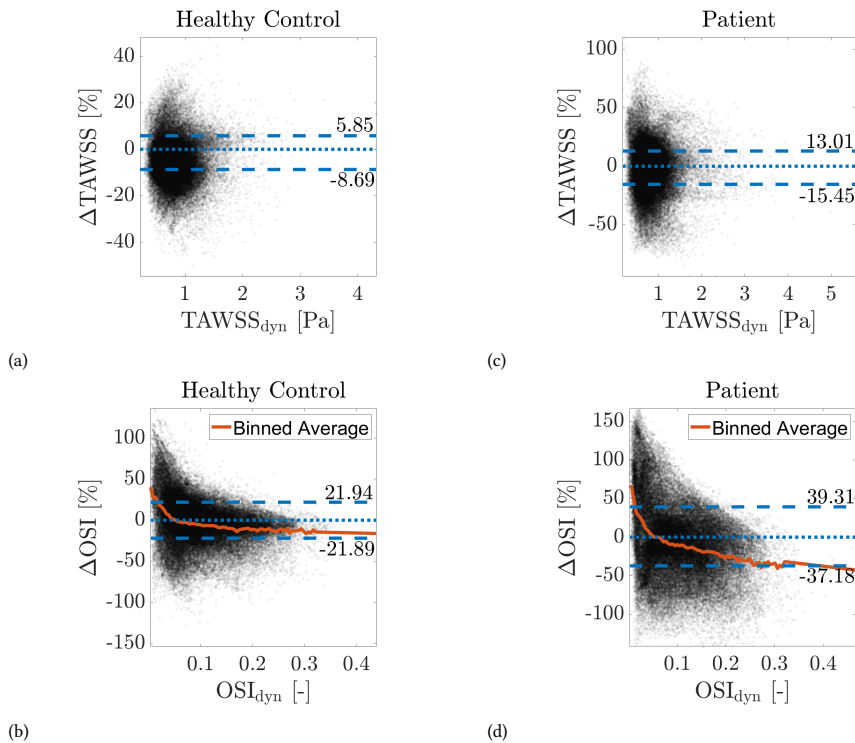 Healthy Control
40
20
0
-20
-40
ΔTAWSS [%]
5.85
-8.69
1 2 3 4
TAWSSdyn [Pa]
(a)
Patient
100
50
0
-50
ΔTAWSS [%]
13.01
-15.45
1 2 3 4 5
TAWSSdyn [Pa]
(c)
Healthy Control
Binned Average
100
50
0
-50
-100
-150
ΔOSI [%]
21.94
-21.89
0.1 0.2 0.3 0.4
OSIdyn [-]
(b)
Patient
Binned Average
150
100
50
0
-50
-100
ΔOSI [%]
39.31
-37.18
0.1 0.2 0.3 0.4
OSIdyn [-]
(d)